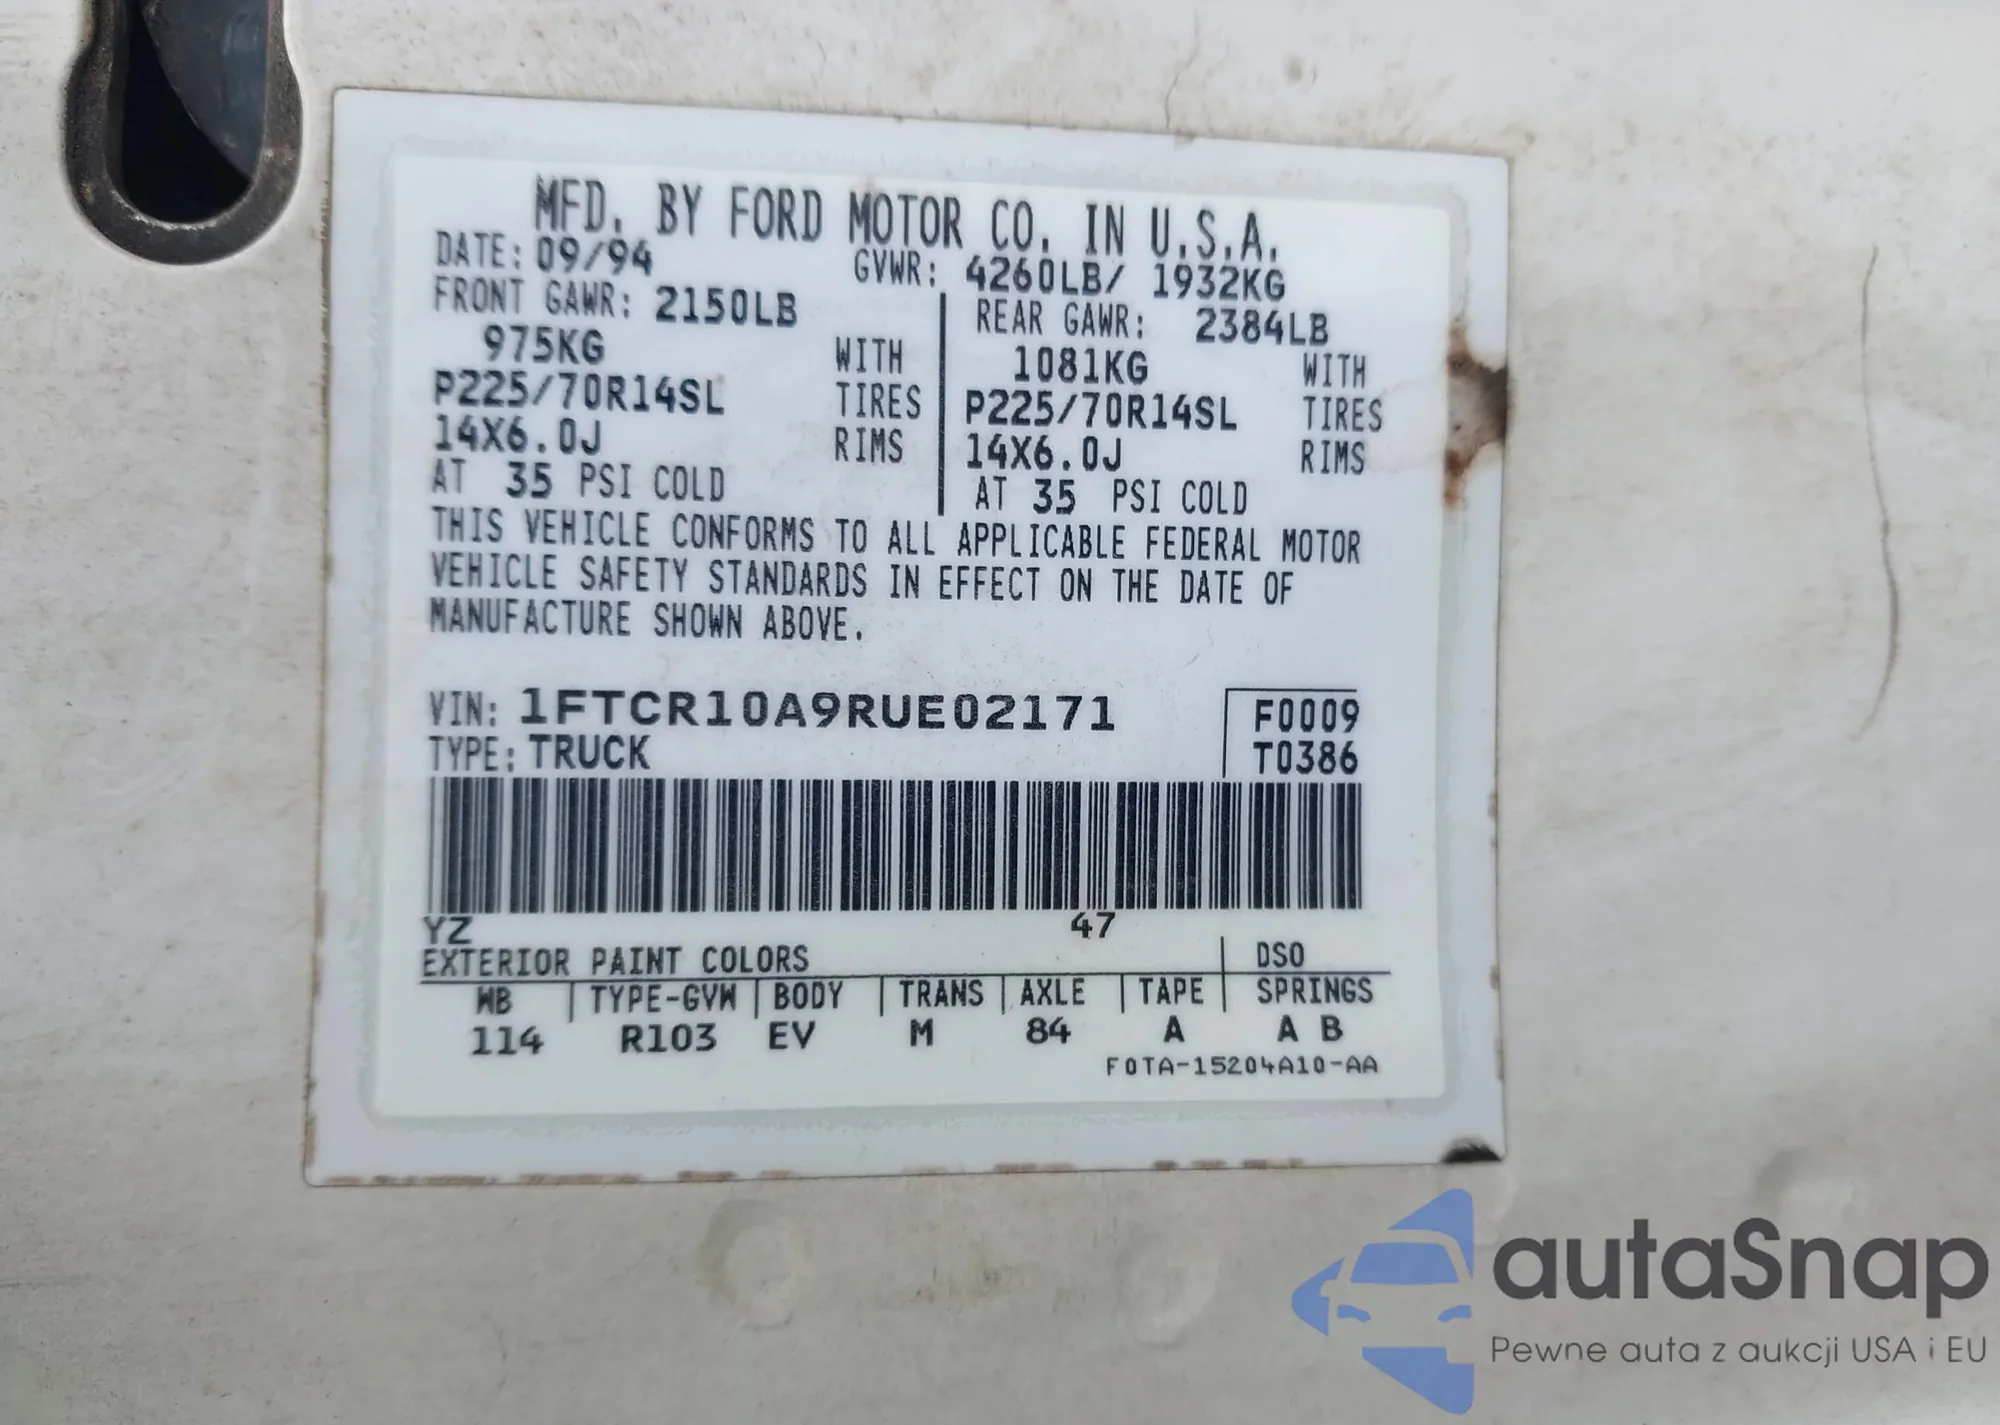 MFD. BY FORD MOTOR CO. IN U.S.A.
DATE: 09/94 GVWR: 4260LB/ 1932KG
FRONT GAWR: 2150LB REAR GAWR: 2384LB
975KG WITH 1081KG WITH
P225/70R14SL TIRES P225/70R14SL TIRES
14X6.0J RIMS 14X6.0J RIMS
AT 35 PSI COLD AT 35 PSI COLD
THIS VEHICLE CONFORMS TO ALL APPLICABLE FEDERAL MOTOR
VEHICLE SAFETY STANDARDS IN EFFECT ON THE DATE OF
MANUFACTURE SHOWN ABOVE.
VIN: 1FTCR10A9RUE02171 F0009
TYPE: TRUCK T0386
YZ 47
EXTERIOR PAINT COLORS DSO
WB TYPE-GVW BODY TRANS AXLE TAPE SPRINGS
114 R103 EV M 84 A A B
F0TA-15204A10-AA
autaSnap
Pewne auta z aukcji USA i EU